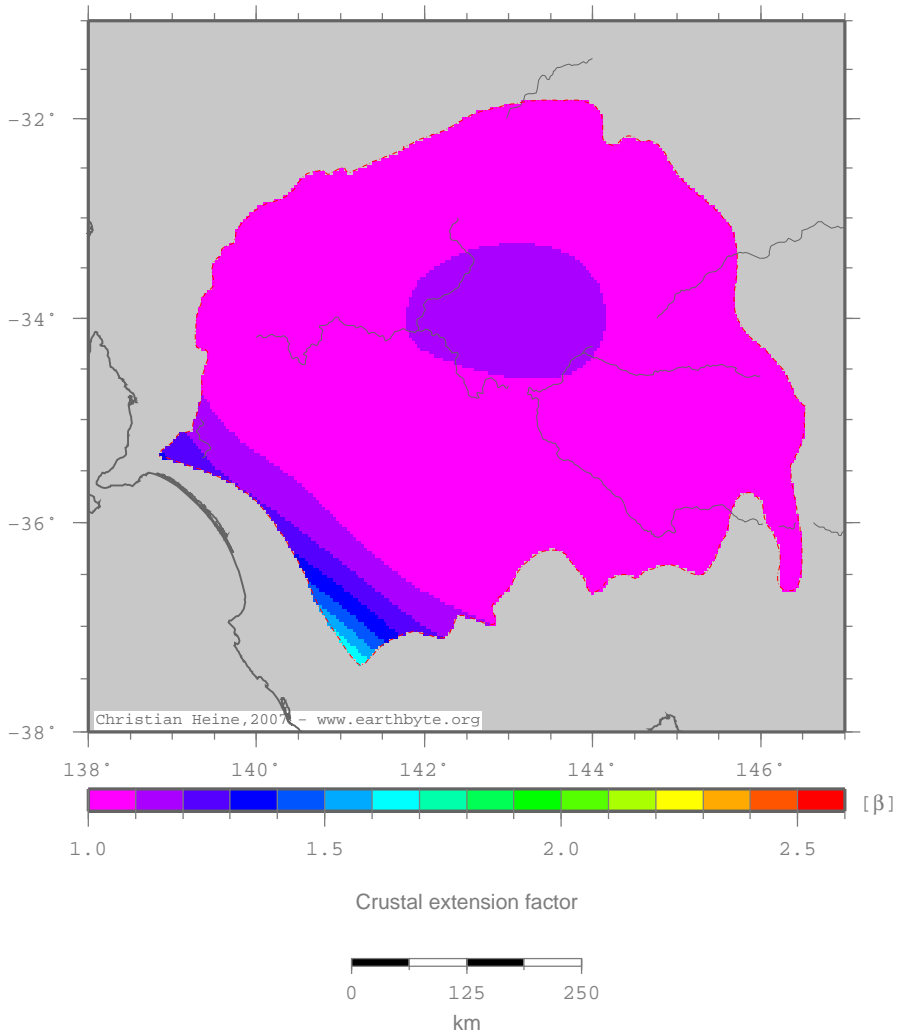 −32°
−34°
−36°
−38°
Christian Heine,2007 - www.earthbyte.org
138° 140° 142° 144° 146°
[β]
1.0 1.5 2.0 2.5
Crustal extension factor
0 125 250
km